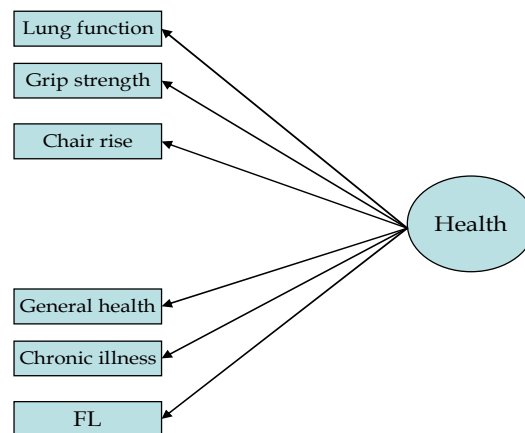 Lung function
Grip strength
Chair rise
Health
General health
Chronic illness
FL